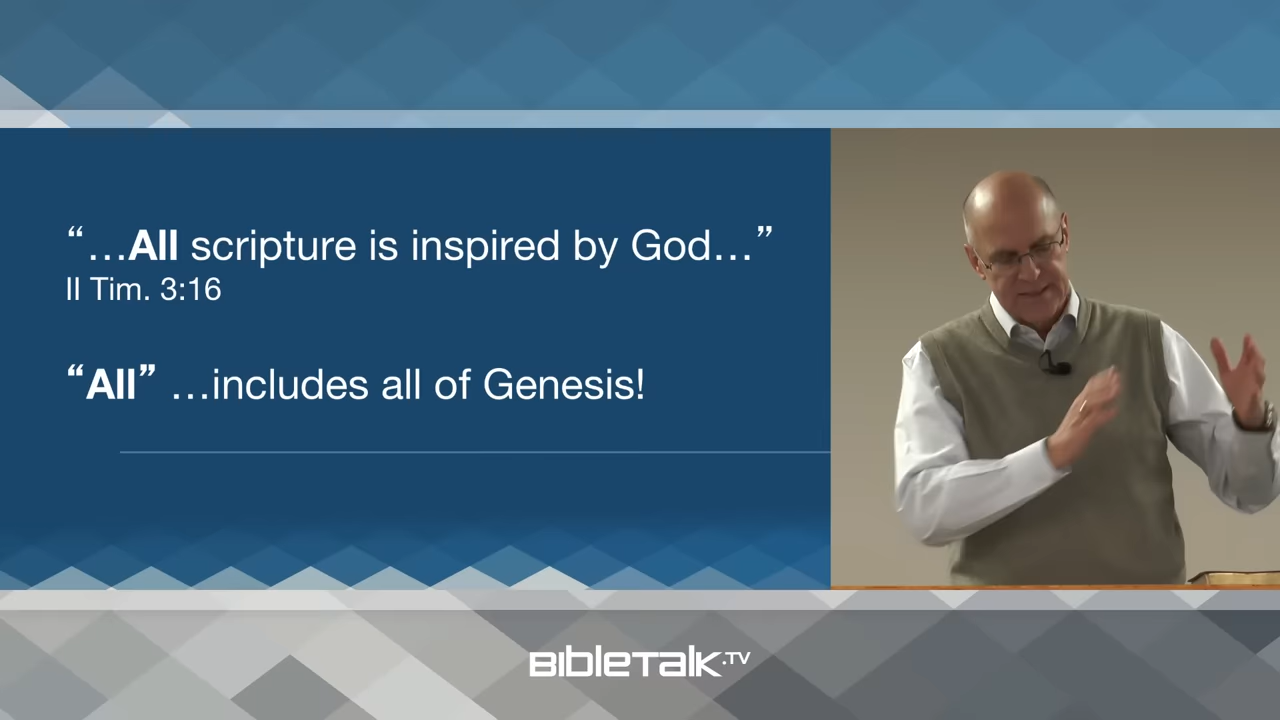 “…All scripture is inspired by God…”
II Tim. 3:16
“All” …includes all of Genesis!
BIBLETALK.TV